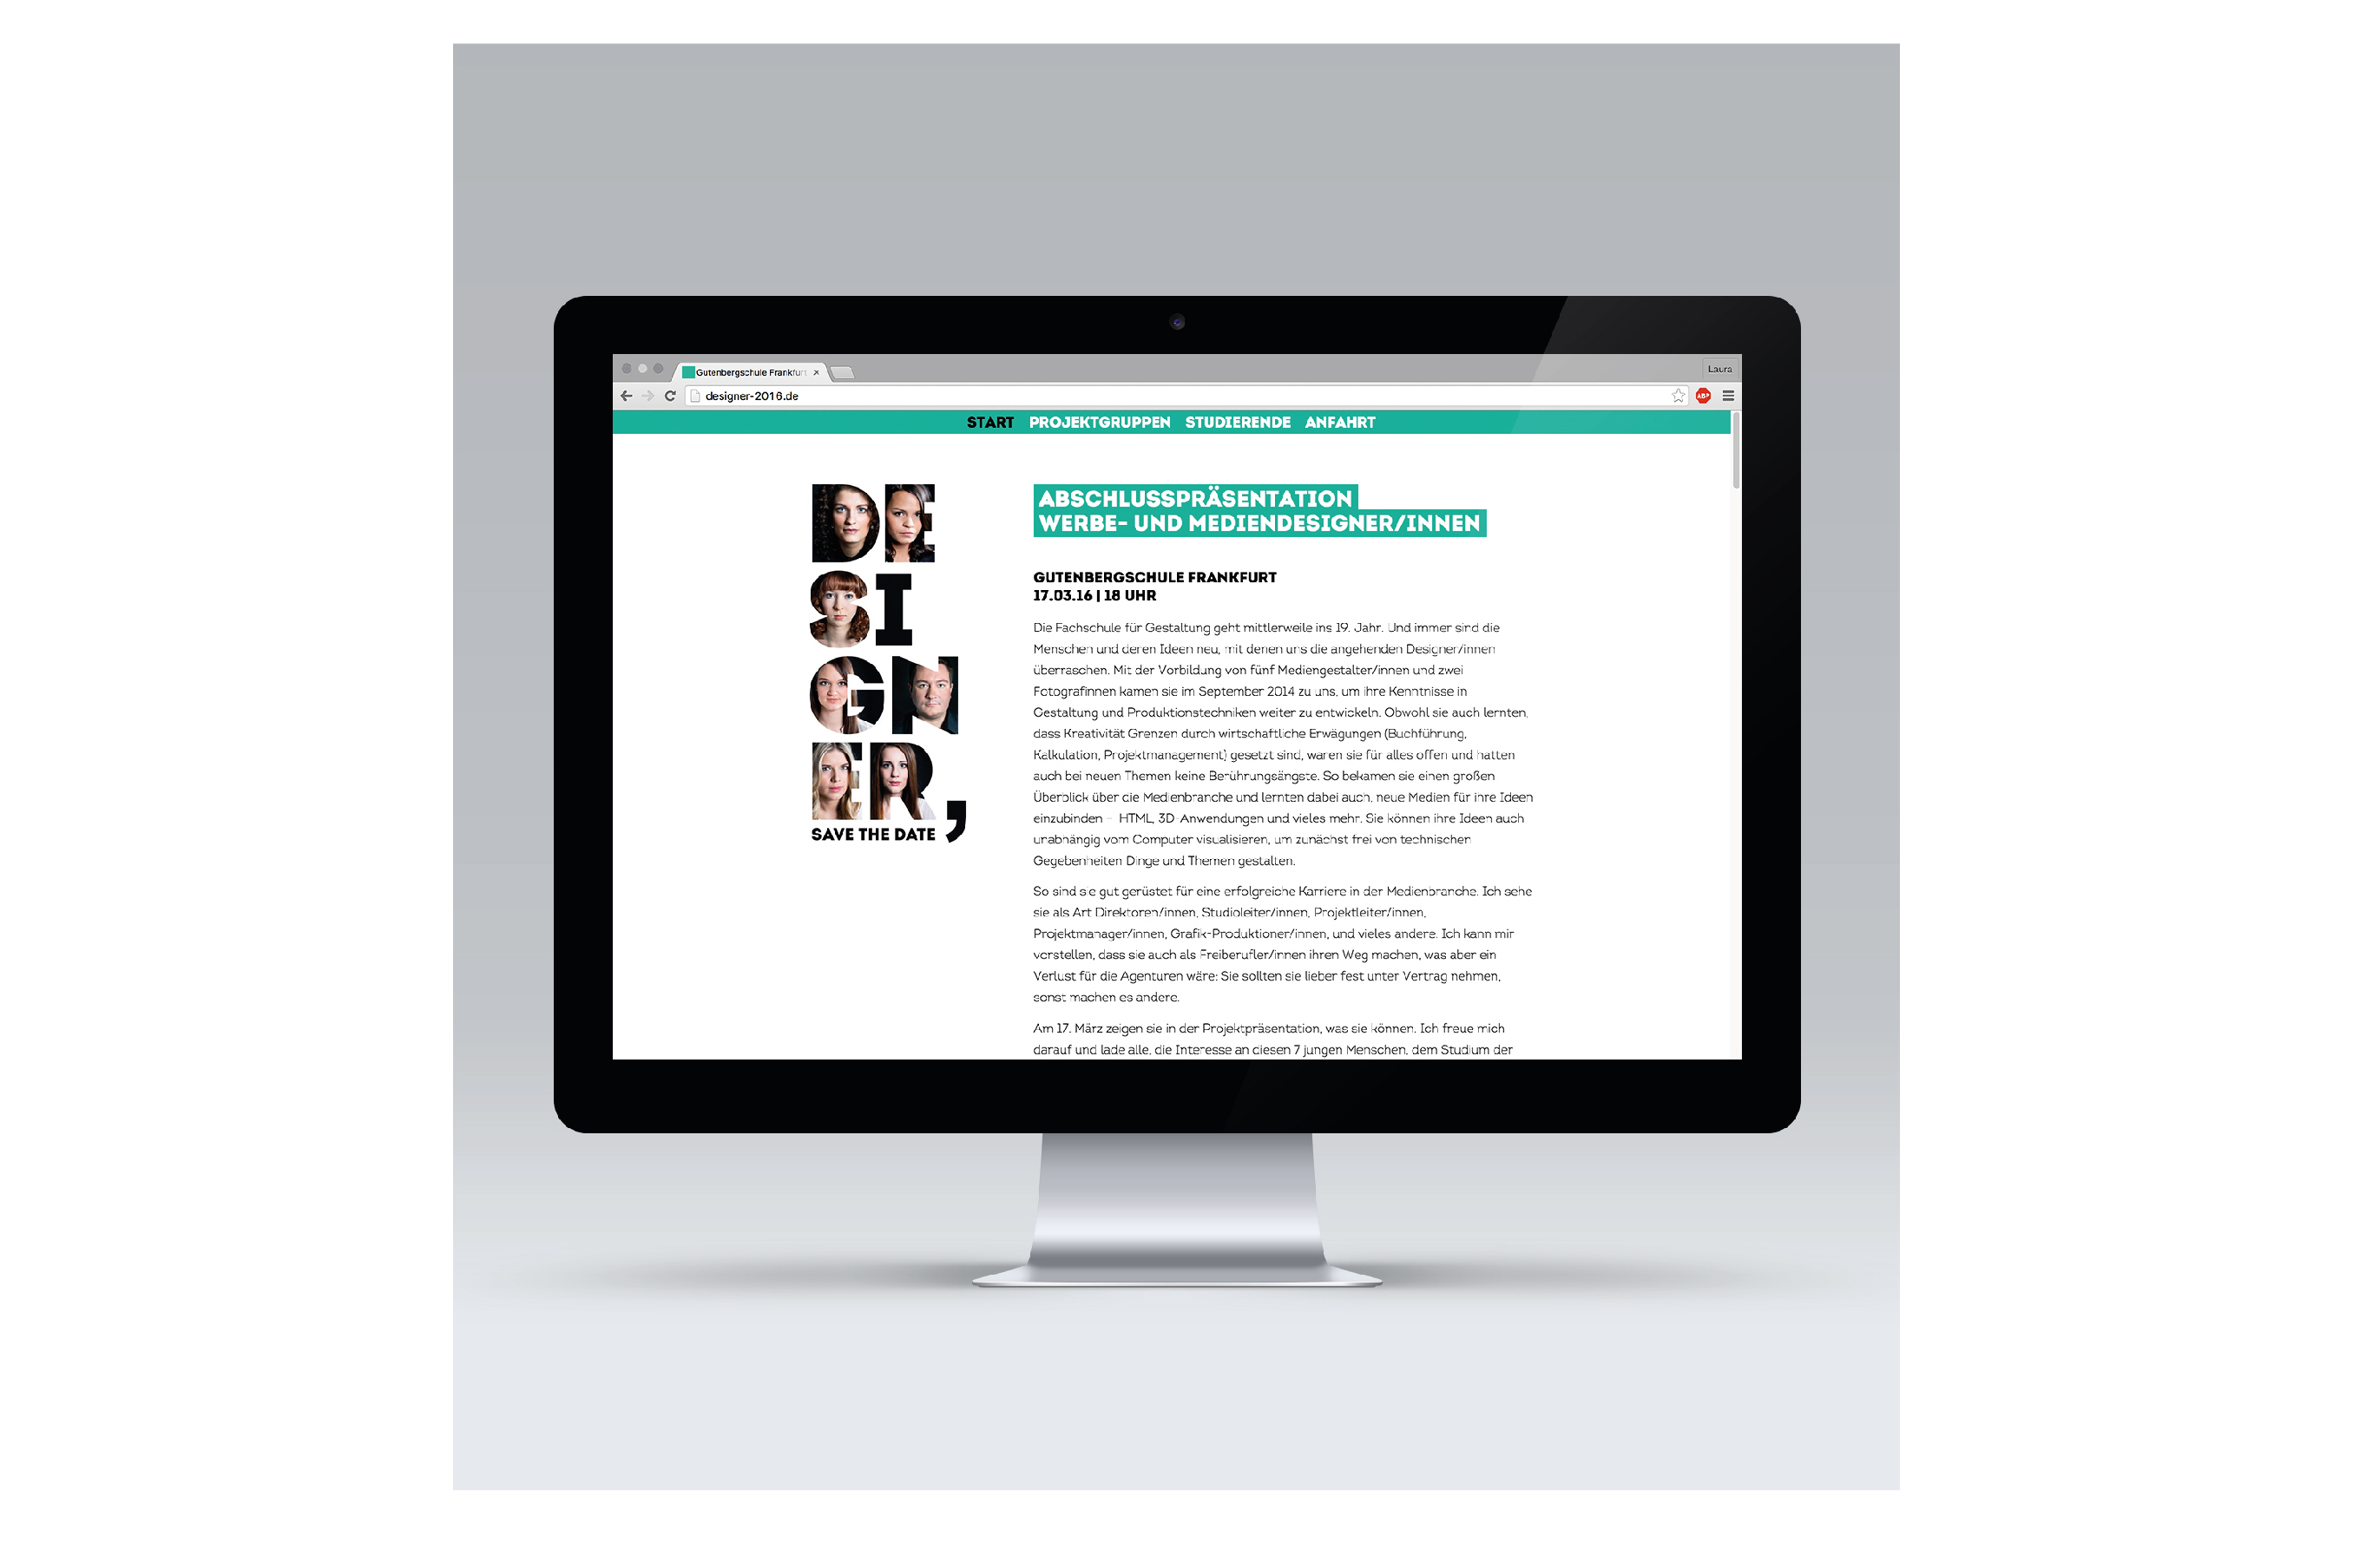 Gutenbergschule Frankfurt
Laura
designer-2016.de
ABP
START PROJEKTGRUPPEN STUDIERENDE ANFAHRT
DE
SI
GN
ER,
SAVE THE DATE
ABSCHLUSSPRÄSENTATION
WERBE- UND MEDIENDESIGNER/INNEN
GUTENBERGSCHULE FRANKFURT
17.03.16 | 18 UHR
Die Fachschule für Gestaltung geht mittlerweile ins 19. Jahr. Und immer sind die
Menschen und deren Ideen neu, mit denen uns die angehenden Designer/innen
überraschen. Mit der Vorbildung von fünf Mediengestalter/innen und zwei
Fotografinnen kamen sie im September 2014 zu uns, um ihre Kenntnisse in
Gestaltung und Produktionstechniken weiter zu entwickeln. Obwohl sie auch lernten,
dass Kreativität Grenzen durch wirtschaftliche Erwägungen (Buchführung,
Kalkulation, Projektmanagement) gesetzt sind, waren sie für alles offen und hatten
auch bei neuen Themen keine Berührungsängste. So bekamen sie einen großen
Überblick über die Medienbranche und lernten dabei auch, neue Medien für ihre Ideen
einzubinden – HTML, 3D-Anwendungen und vieles mehr. Sie können ihre Ideen auch
unabhängig vom Computer visualisieren, um zunächst frei von technischen
Gegebenheiten Dinge und Themen gestalten.
So sind sie gut gerüstet für eine erfolgreiche Karriere in der Medienbranche. Ich sehe
sie als Art Direktoren/innen, Studioleiter/innen, Projektleiter/innen,
Projektmanager/innen, Grafik-Produktioner/innen, und vieles andere. Ich kann mir
vorstellen, dass sie auch als Freiberufler/innen ihren Weg machen, was aber ein
Verlust für die Agenturen wäre: Sie sollten sie lieber fest unter Vertrag nehmen,
sonst machen es andere.
Am 17. März zeigen sie in der Projektpräsentation, was sie können. Ich freue mich
darauf und lade alle, die Interesse an diesen 7 jungen Menschen, dem Studium der